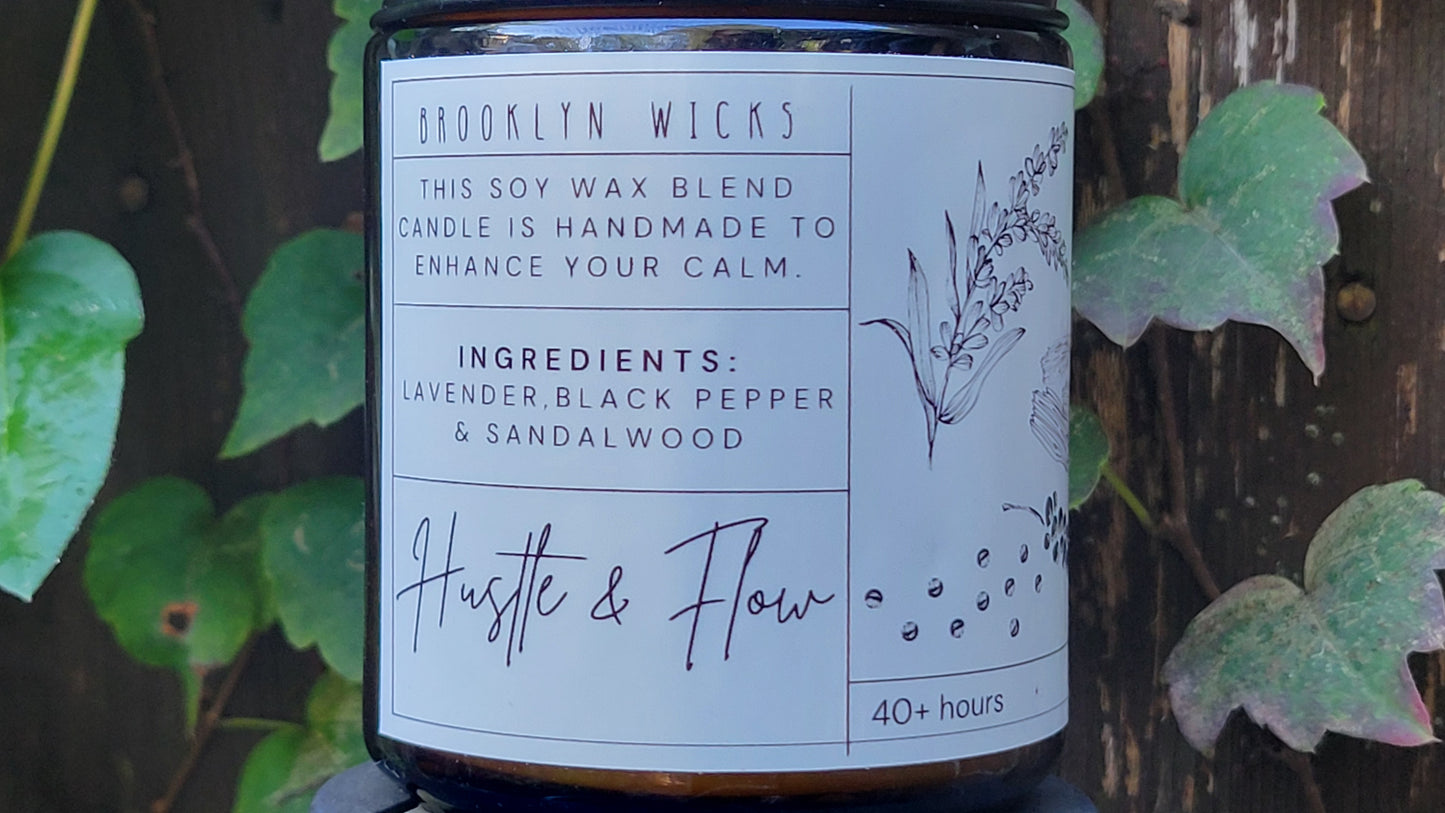 BROOKLYN WICKS
THIS SOY WAX BLEND
CANDLE IS HANDMADE TO
ENHANCE YOUR CALM.
INGREDIENTS:
LAVENDER,BLACK PEPPER
& SANDALWOOD
Hustle & Flow
40+ hours